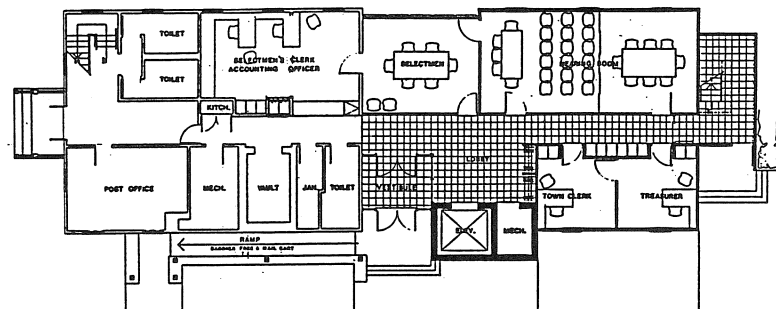 TOILET
SELECTMEN'S CLERK
ACCOUNTING OFFICER
SELECTMEN
HEARING ROOM
TOILET
KITCH.
LOBBY
POST OFFICE
MECH.
VAULT
JAN.
TOILET
VESTIBULE
TOWN CLERK
TREASURER
ELEV.
MECH.
RAMP